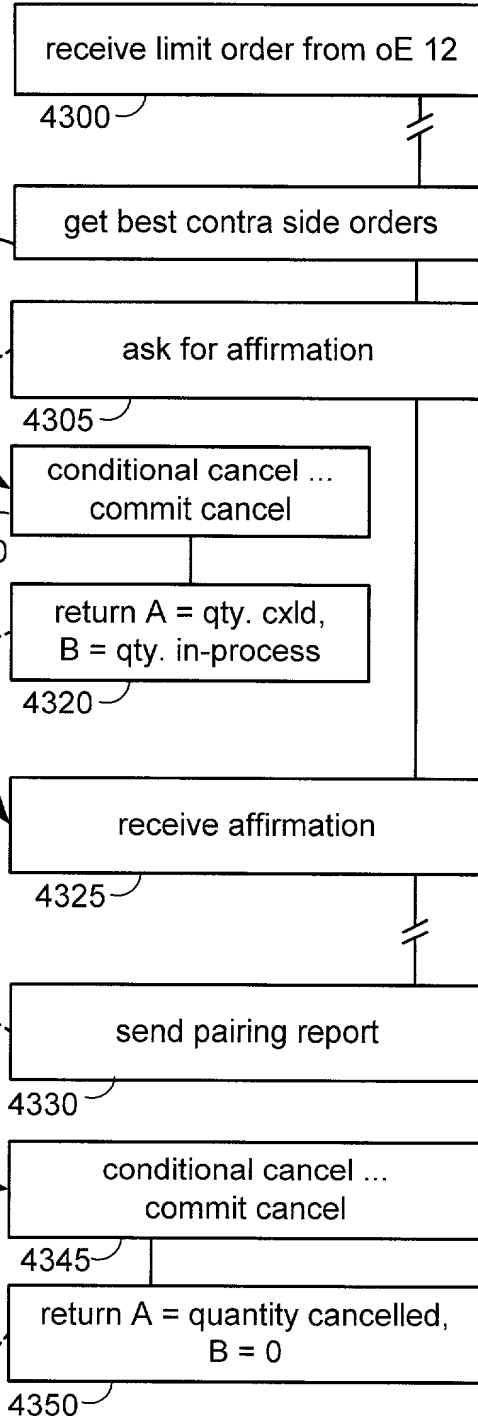 receive limit order from oE 12
4300
get best contra side orders
ask for affirmation
4305
conditional cancel ...
commit cancel
0
return A = qty. cxld,
B = qty. in-process
4320
receive affirmation
4325
send pairing report
4330
conditional cancel ...
commit cancel
4345
return A = quantity cancelled,
B = 0
4350